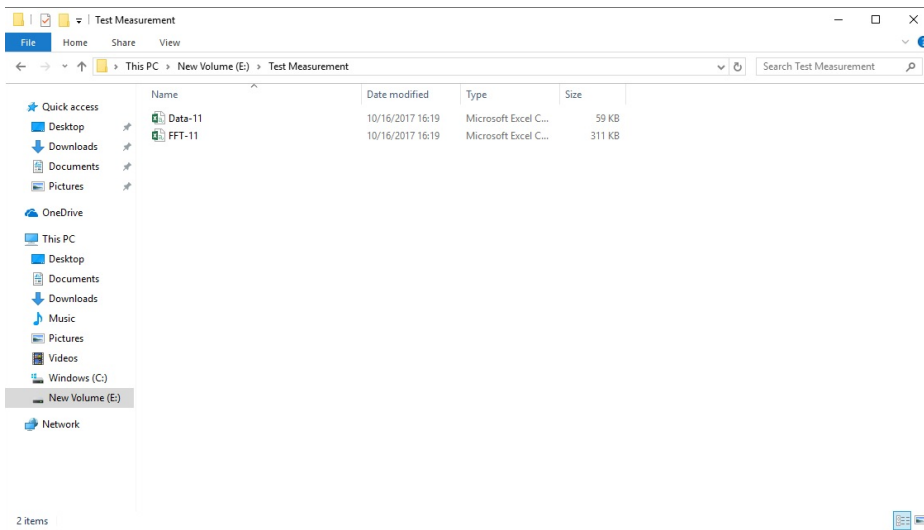 Test Measurement
File Home Share View
This PC > New Volume (E:) > Test Measurement
Search Test Measurement
Name Date modified Type Size
Data-11 10/16/2017 16:19 Microsoft Excel C... 59 KB
FFT-11 10/16/2017 16:19 Microsoft Excel C... 311 KB
Quick access
Desktop
Downloads
Documents
Pictures
OneDrive
This PC
Desktop
Documents
Downloads
Music
Pictures
Videos
Windows (C:)
New Volume (E:)
Network
2 items